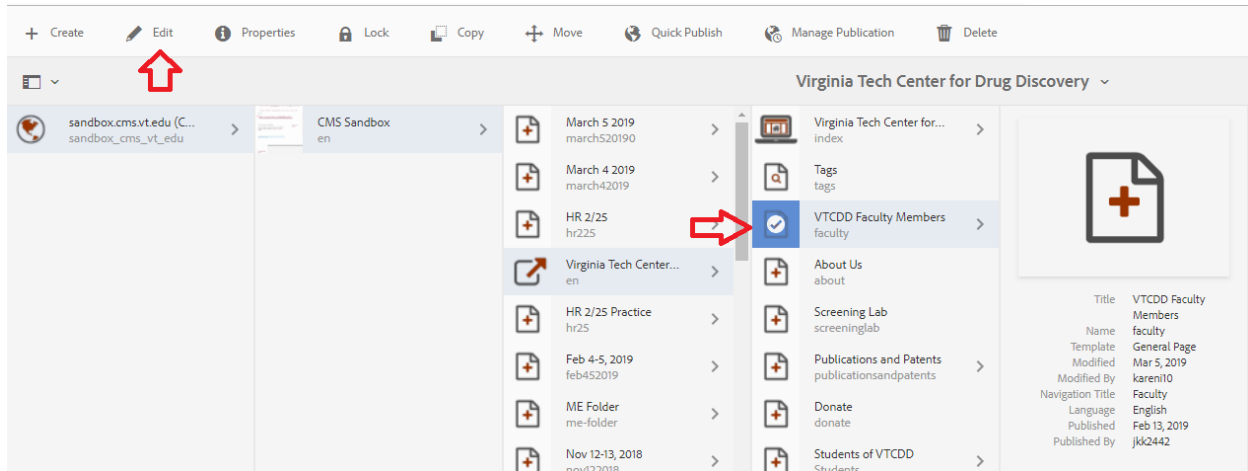 Create Edit Properties Lock Copy Move Quick Publish Manage Publication Delete
Virginia Tech Center for Drug Discovery
sandbox.cms.vt.edu (C...
sandbox_cms_vt_edu
CMS Sandbox
en
March 5 2019
march520190
March 4 2019
march42019
HR 2/25
hr225
Virginia Tech Center...
en
HR 2/25 Practice
hr25
Feb 4-5, 2019
feb452019
ME Folder
me-folder
Nov 12-13, 2018
nov122018
Virginia Tech Center for...
index
Tags
tags
VTCDD Faculty Members
faculty
About Us
about
Screening Lab
screeninglab
Publications and Patents
publicationsandpatents
Donate
donate
Students of VTCDD
Students
Title VTCDD Faculty
Members
Name faculty
Template General Page
Modified Mar 5, 2019
Modified By kareni10
Navigation Title Faculty
Language English
Published Feb 13, 2019
Published By jkk2442